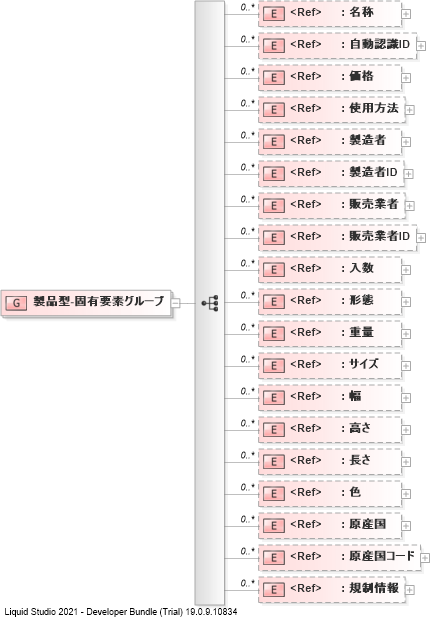 0..*
E <Ref> : 名称
0..*
E <Ref> : 自動認識ID
0..*
E <Ref> : 価格
0..*
E <Ref> : 使用方法
0..*
E <Ref> : 製造者
0..*
E <Ref> : 製造者ID
0..*
E <Ref> : 販売業者
0..*
E <Ref> : 販売業者ID
0..*
E <Ref> : 入数
G 製品型-固有要素グループ
0..*
E <Ref> : 形態
0..*
E <Ref> : 重量
0..*
E <Ref> : サイズ
0..*
E <Ref> : 幅
0..*
E <Ref> : 高さ
0..*
E <Ref> : 長さ
0..*
E <Ref> : 色
0..*
E <Ref> : 原産国
0..*
E <Ref> : 原産国コード
0..*
E <Ref> : 規制情報
Liquid Studio 2021 - Developer Bundle (Trial) 19.0.9.10834